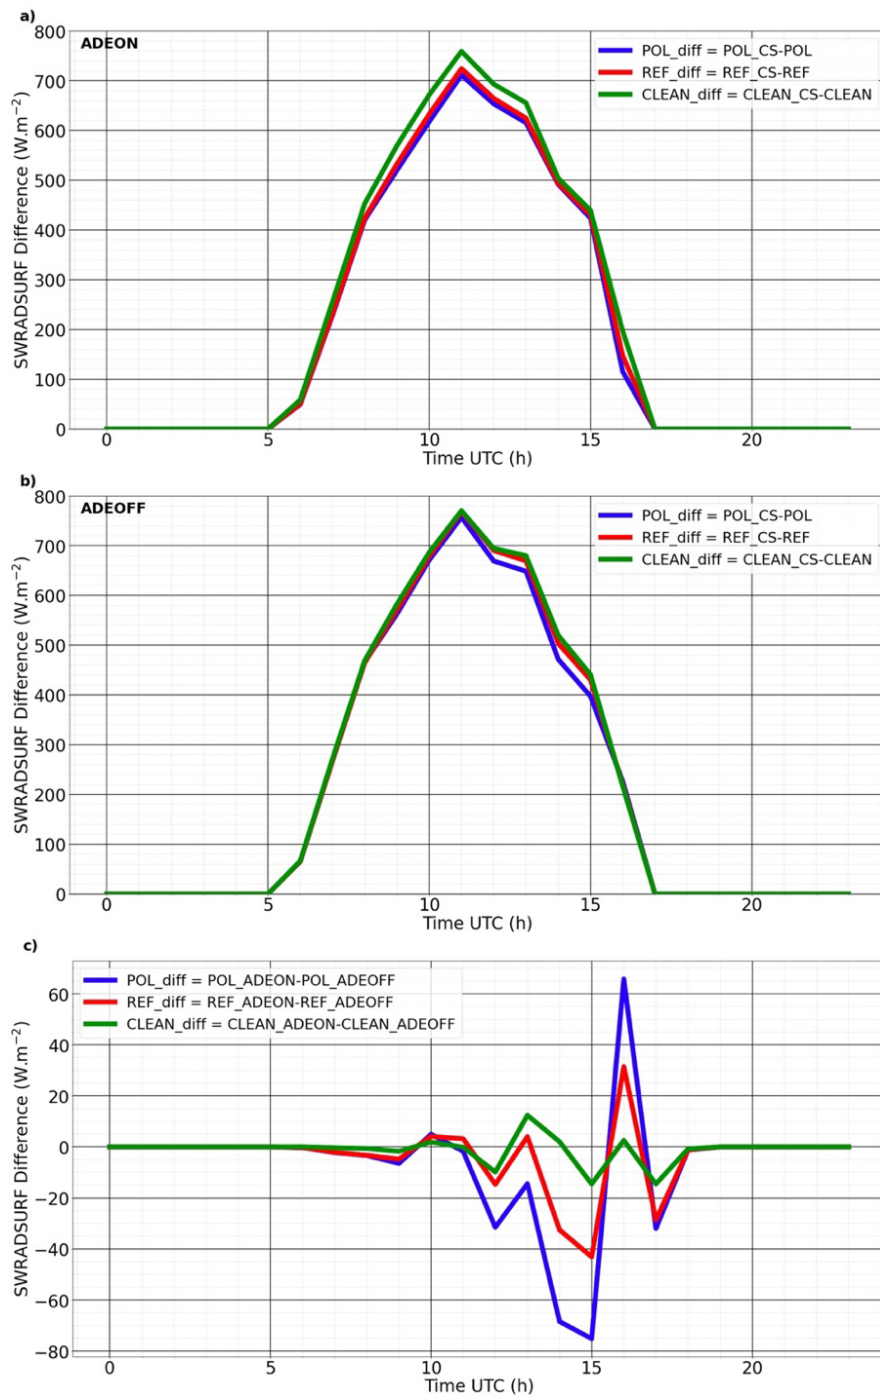 a)
ADEON
POL_diff = POL_CS-POL
REF_diff = REF_CS-REF
CLEAN_diff = CLEAN_CS-CLEAN
SWRADSURF Difference (W.m⁻²)
800
700
600
500
400
300
200
100
0
0 5 10 15 20
Time UTC (h)
b)
ADEOFF
POL_diff = POL_CS-POL
REF_diff = REF_CS-REF
CLEAN_diff = CLEAN_CS-CLEAN
SWRADSURF Difference (W.m⁻²)
800
700
600
500
400
300
200
100
0
0 5 10 15 20
Time UTC (h)
c)
POL_diff = POL_ADEON-POL_ADEOFF
REF_diff = REF_ADEON-REF_ADEOFF
CLEAN_diff = CLEAN_ADEON-CLEAN_ADEOFF
SWRADSURF Difference (W.m⁻²)
60
40
20
0
−20
−40
−60
−80
0 5 10 15 20
Time UTC (h)